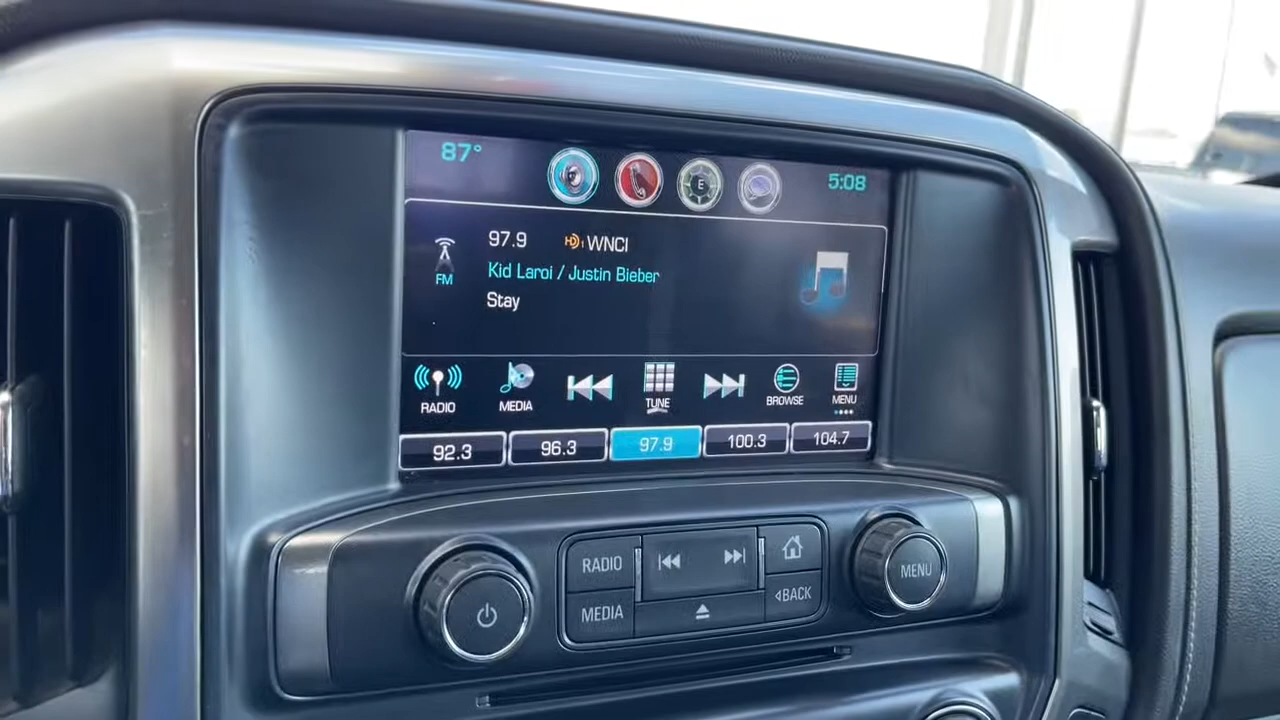 87°
E
5:08
97.9 HD1 WNCI
FM
Kid Laroi / Justin Bieber
Stay
RADIO
MEDIA
TUNE
BROWSE
MENU
92.3
96.3
97.9
100.3
104.7
RADIO
MEDIA
BACK
MENU